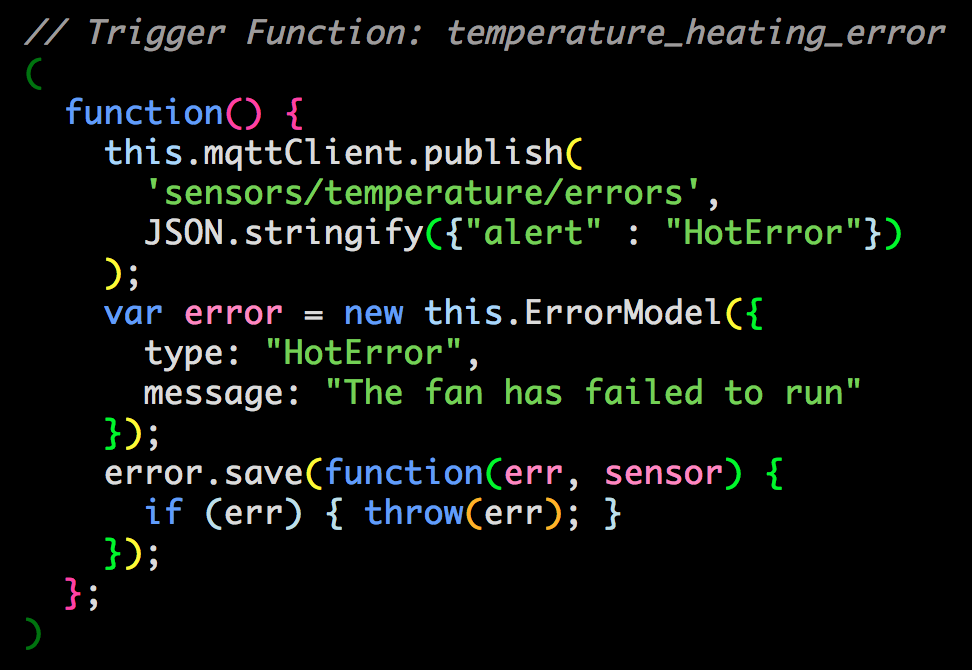 // Trigger Function: temperature_heating_error
(
  function() {
    this.mqttClient.publish(
      'sensors/temperature/errors',
      JSON.stringify({"alert" : "HotError"})
    );
    var error = new this.ErrorModel({
      type: "HotError",
      message: "The fan has failed to run"
    });
    error.save(function(err, sensor) {
      if (err) { throw(err); }
    });
  };
)